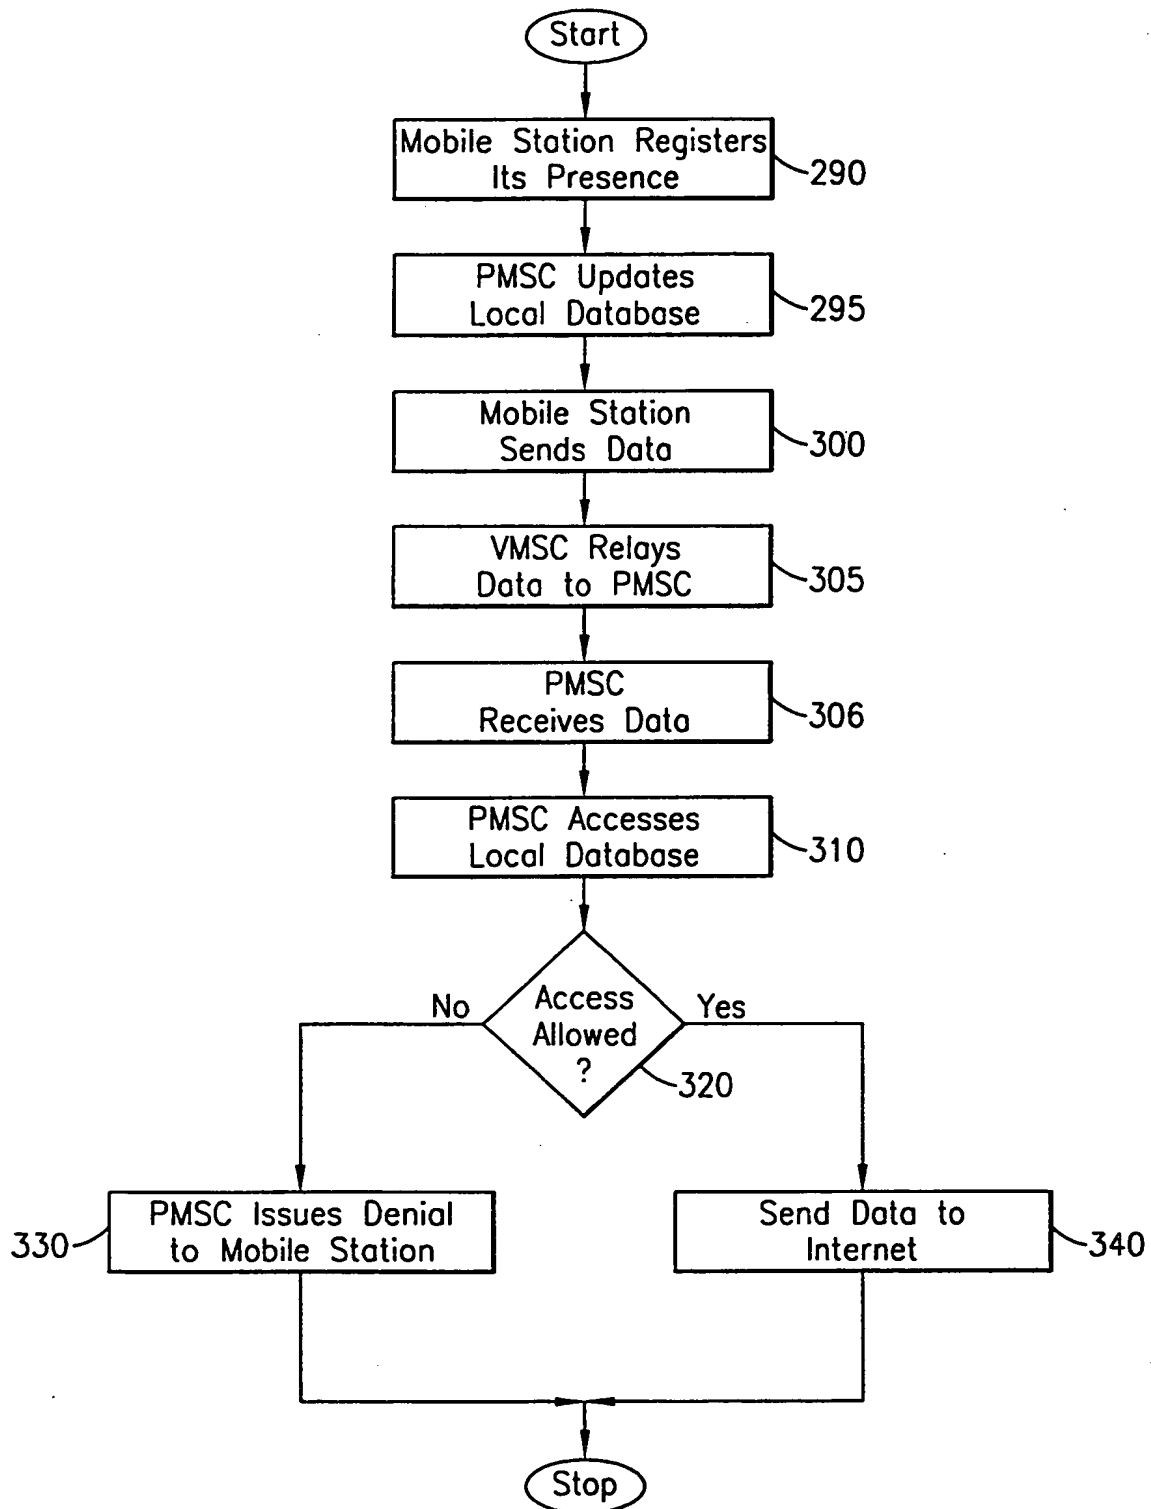 Start
Mobile Station Registers
Its Presence
290
PMSC Updates
Local Database
295
Mobile Station
Sends Data
300
VMSC Relays
Data to PMSC
305
PMSC
Receives Data
306
PMSC Accesses
Local Database
310
No
Access
Allowed
?
Yes
320
PMSC Issues Denial
to Mobile Station
330
Send Data to
Internet
340
Stop